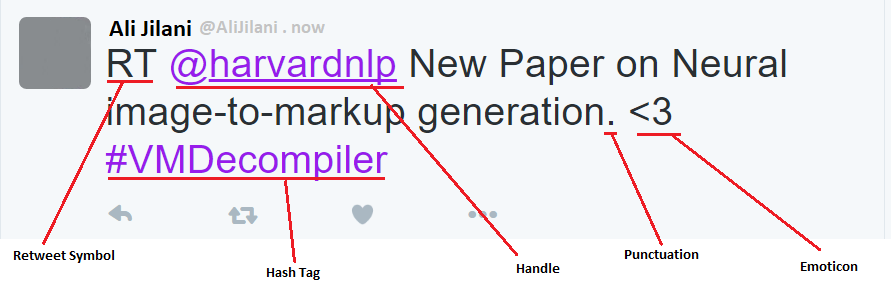 Ali Jilani @AliJilani . now
RT @harvardnlp New Paper on Neural
image-to-markup generation. <3
#VMDecompiler
Retweet Symbol
Hash Tag
Handle
Punctuation
Emoticon